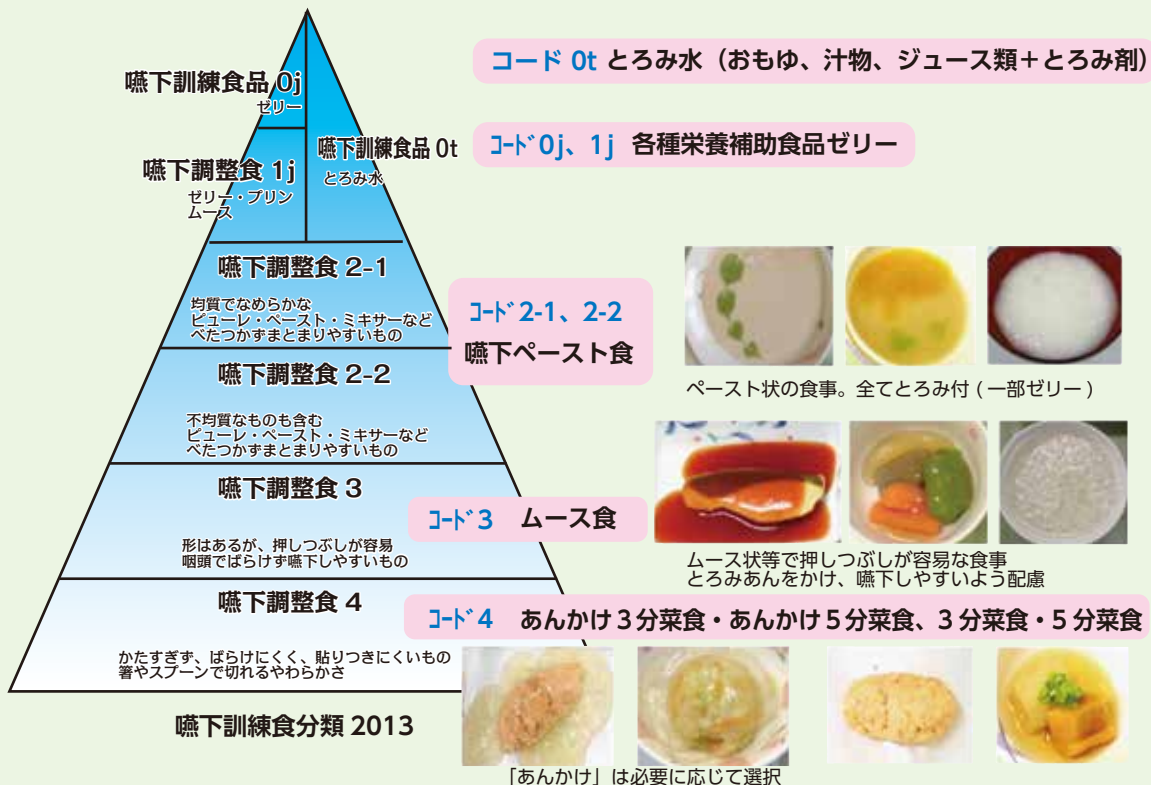 コード 0t とろみ水（おもゆ、汁物、ジュース類＋とろみ剤）
嚥下訓練食品 0j
ゼリー
嚥下訓練食品 0t
とろみ水
コード 0j、1j 各種栄養補助食品ゼリー
嚥下調整食 1j
ゼリー・プリン
ムース
嚥下調整食 2-1
均質でなめらかな
ピューレ・ペースト・ミキサーなど
べたつかずまとまりやすいもの
コード 2-1、2-2
嚥下ペースト食
ペースト状の食事。全てとろみ付 ( 一部ゼリー )
嚥下調整食 2-2
不均質なものも含む
ピューレ・ペースト・ミキサーなど
べたつかずまとまりやすいもの
嚥下調整食 3
形はあるが、押しつぶしが容易
咽頭でばらけず嚥下しやすいもの
コード 3 ムース食
ムース状等で押しつぶしが容易な食事
とろみあんをかけ、嚥下しやすいよう配慮
嚥下調整食 4
かたすぎず、ばらけにくく、貼りつきにくいもの
箸やスプーンで切れるやわらかさ
コード 4 あんかけ３分菜食・あんかけ５分菜食、３分菜食・５分菜食
嚥下訓練食分類 2013
「あんかけ」は必要に応じて選択